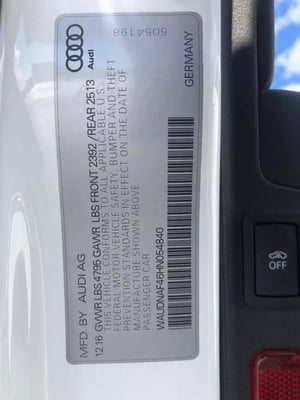 5054198
Audi
GERMANY
MFD. BY AUDI AG
12 16 GVWR LBS 4795 GAWR LBS FRONT 2392 /REAR 2513
THIS VEHICLE CONFORMS TO ALL APPLICABLE U.S.
FEDERAL MOTOR VEHICLE SAFETY, BUMPER AND THEFT
PREVENTION STANDARDS IN EFFECT ON THE DATE OF
MANUFACTURE SHOWN ABOVE
PASSENGER CAR
WAUDNAF46HN054840
OFF